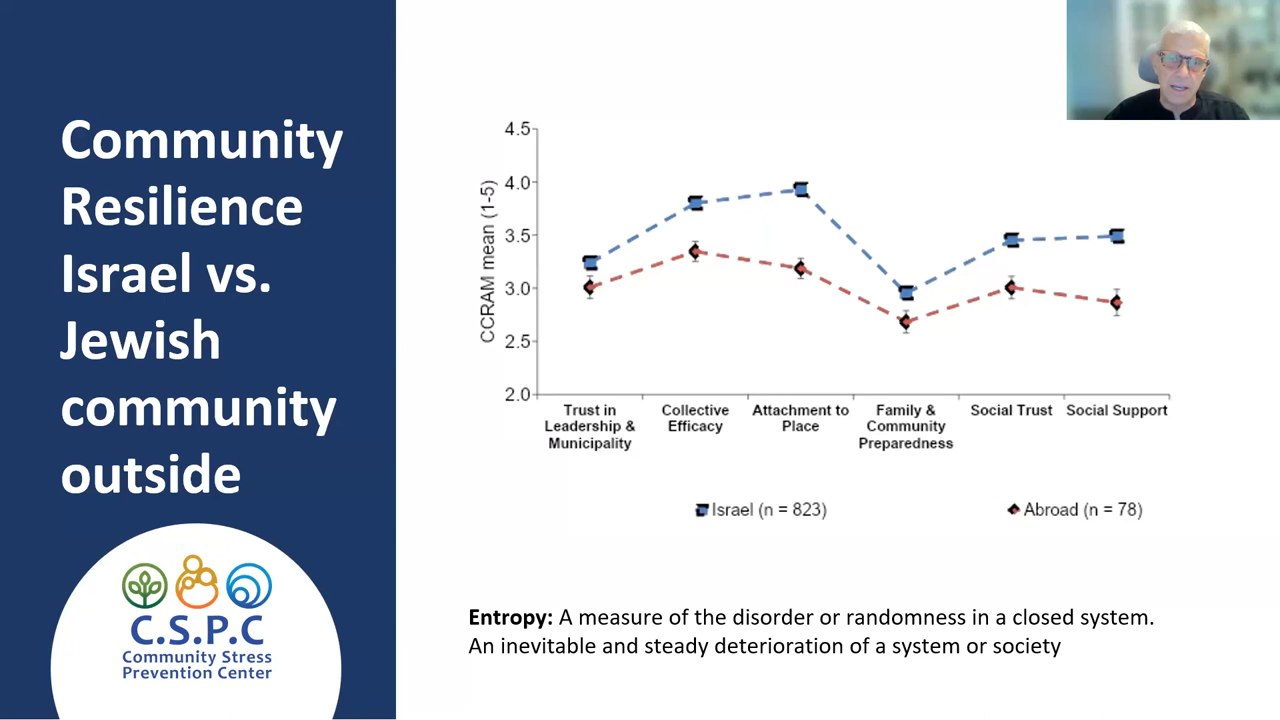 Community
Resilience
Israel vs.
Jewish
community
outside
C.S.P.C
Community Stress
Prevention Center
CCRAM mean (1-5)
4.5
4.0
3.5
3.0
2.5
2.0
Trust in
Leadership &
Municipality
Collective
Efficacy
Attachment to
Place
Family &
Community
Preparedness
Social Trust
Social Support
Israel (n = 823)
Abroad (n = 78)
Entropy: A measure of the disorder or randomness in a closed system.
An inevitable and steady deterioration of a system or society